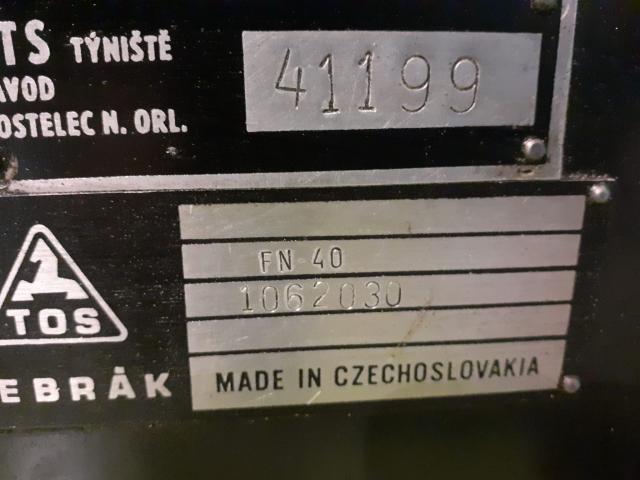 TS TÝNIŠTĚ
AVOD
OSTELEC N. ORL.
41199
FN-40
1062030
TOS
EBRÁK
MADE IN CZECHOSLOVAKIA